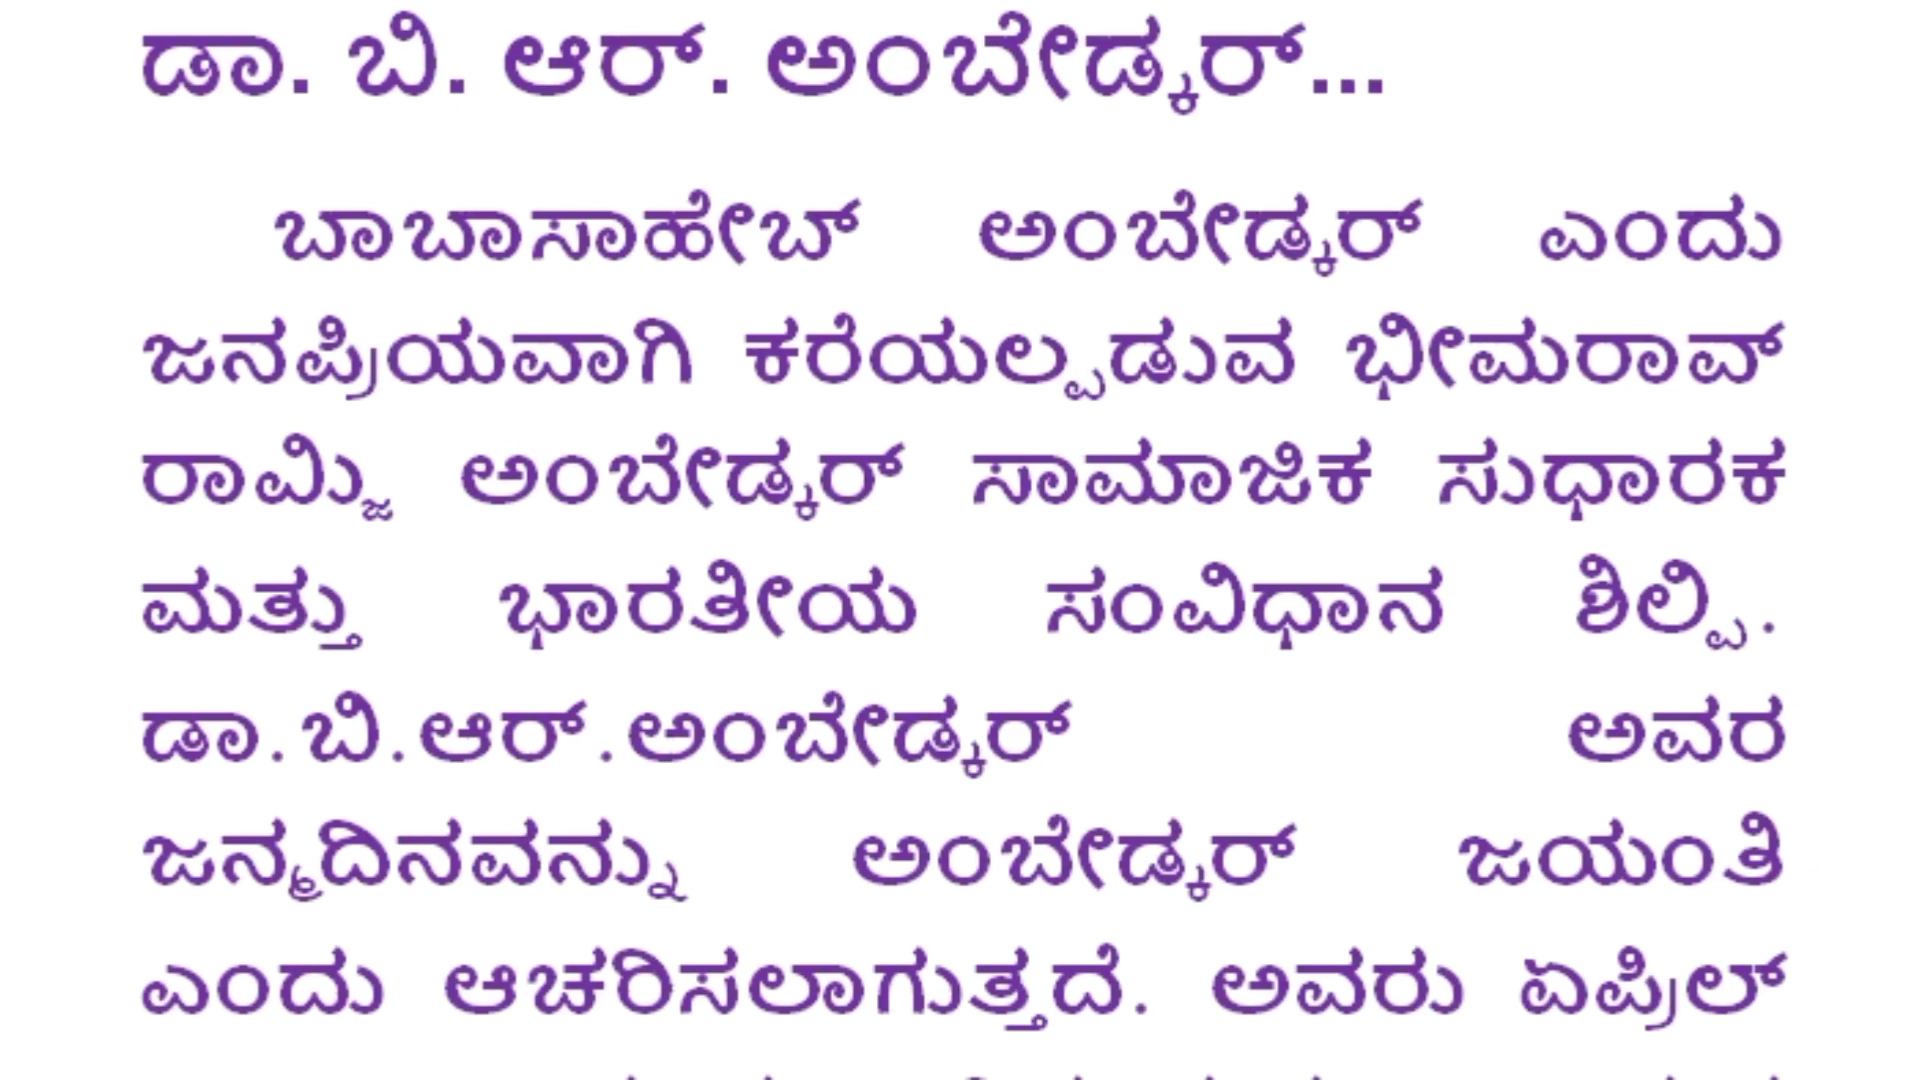 ಡಾ. ಬಿ. ಆರ್. ಅಂಬೇಡ್ಕರ್...
ಬಾಬಾಸಾಹೇಬ್ ಅಂಬೇಡ್ಕರ್ ಎಂದು
ಜನಪ್ರಿಯವಾಗಿ ಕರೆಯಲ್ಪಡುವ ಭೀಮರಾವ್
ರಾಮ್ಜಿ ಅಂಬೇಡ್ಕರ್ ಸಾಮಾಜಿಕ ಸುಧಾರಕ
ಮತ್ತು ಭಾರತೀಯ ಸಂವಿಧಾನ ಶಿಲ್ಪಿ.
ಡಾ.ಬಿ.ಆರ್.ಅಂಬೇಡ್ಕರ್ ಅವರ
ಜನ್ಮದಿನವನ್ನು ಅಂಬೇಡ್ಕರ್ ಜಯಂತಿ
ಎಂದು ಆಚರಿಸಲಾಗುತ್ತದೆ. ಅವರು ಏಪ್ರಿಲ್